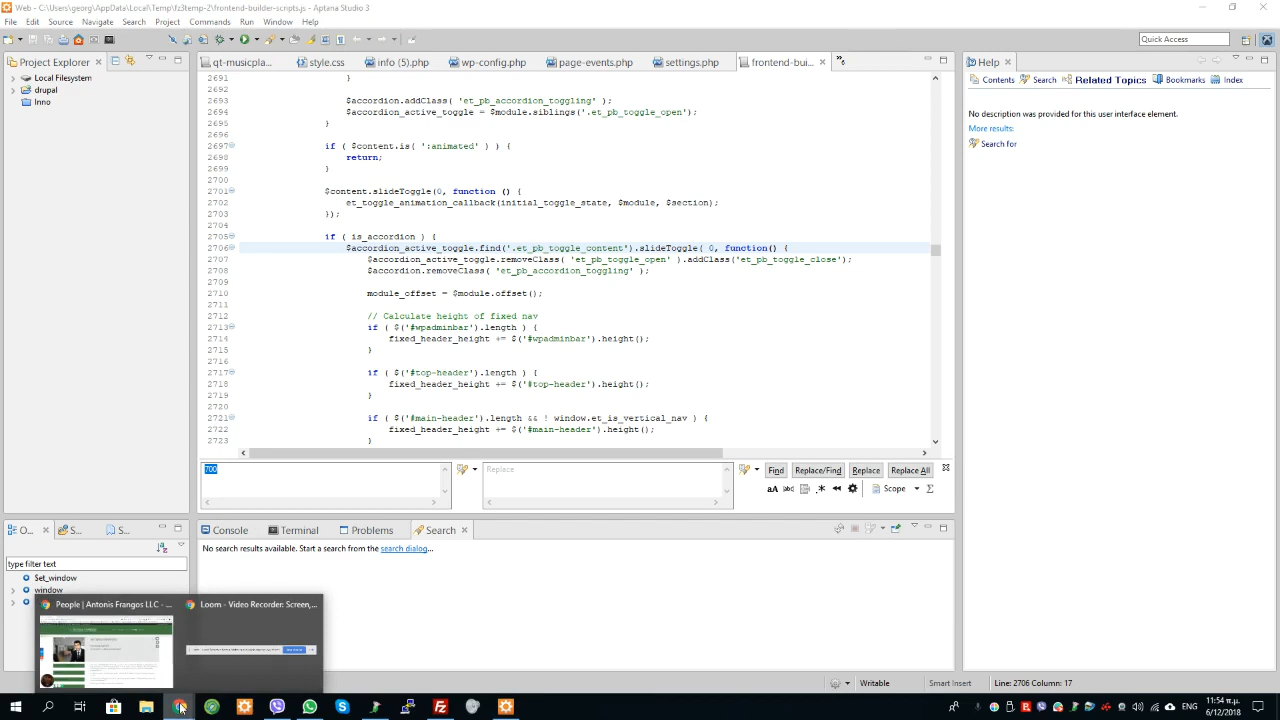 Web - C:\Users\georg\AppData\Local\Temp\fz3temp-2\frontend-builder-scripts.js - Aptana Studio 3
File Edit Source Navigate Search Project Commands Run Window Help
Quick Access
Project Explorer
Local Filesystem
drupal
Inno
qt-musicpla... style.css info (5).php wp-config.php page-events.php settings.php frontend-bui...
2691 }
2692
2693 $accordion.addClass( 'et_pb_accordion_toggling' );
2694 $accordion_active_toggle = $module.siblings('.et_pb_toggle_open');
2695 }
2696
2697 if ( $content.is( ':animated' ) ) {
2698 return;
2699 }
2700
2701 $content.slideToggle(0, function () {
2702 et_toggle_animation_callback(initial_toggle_state, $module, $section);
2703 });
2704
2705 if ( is_accordion ) {
2706 $accordion_active_toggle.find('.et_pb_toggle_content').slideToggle( 0, function() {
2707 $accordion_active_toggle.removeClass( 'et_pb_toggle_open' ).addClass('et_pb_toggle_close');
2708 $accordion.removeClass( 'et_pb_accordion_toggling' );
2709
2710 module_offset = $module.offset();
2711
2712 // Calculate height of fixed nav
2713 if ( $('#wpadminbar').length ) {
2714 fixed_header_height += $('#wpadminbar').height();
2715 }
2716
2717 if ( $('#top-header').length ) {
2718 fixed_header_height += $('#top-header').height();
2719 }
2720
2721 if ( $('#main-header').length && ! window.et_is_vertical_nav ) {
2722 fixed_header_height += $('#main-header').height();
2723 }
700
Replace
Find Replace/Find Replace Replace All
Scope
Help
Contents Search Related Topics Bookmarks Index
No description was provided for this user interface element.
More results:
Search for
O... S... S...
type filter text
Set_window
window
Console Terminal Problems Search
No search results available. Start a search from the search dialog...
People | Antonis Frangos LLC - ... Loom - Video Recorder: Screen,...
Writable Smart Insert Line: 2706 Column: 17
ENG
11:54 π.μ.
6/12/2018